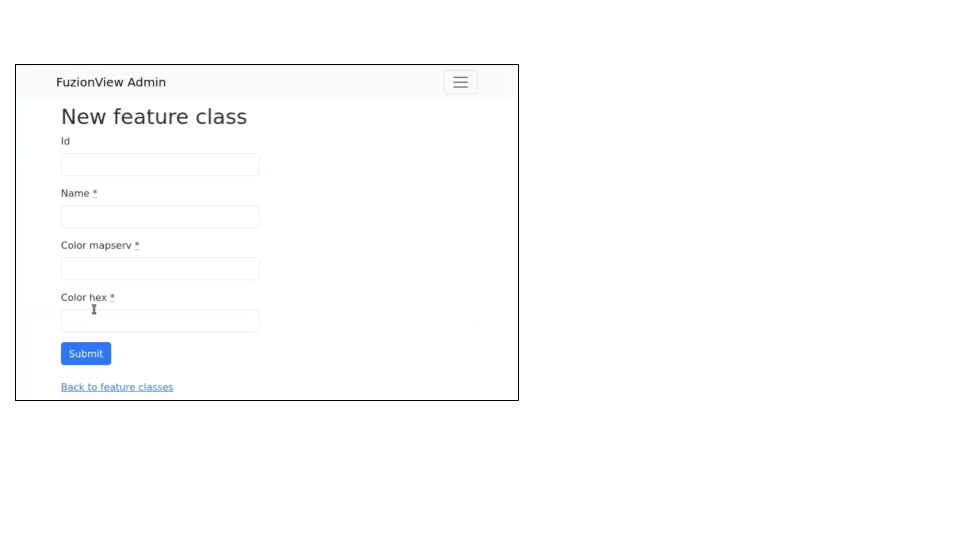 FuzionView Admin
New feature class
Id
Name *
Color mapserv *
Color hex *
Submit
Back to feature classes